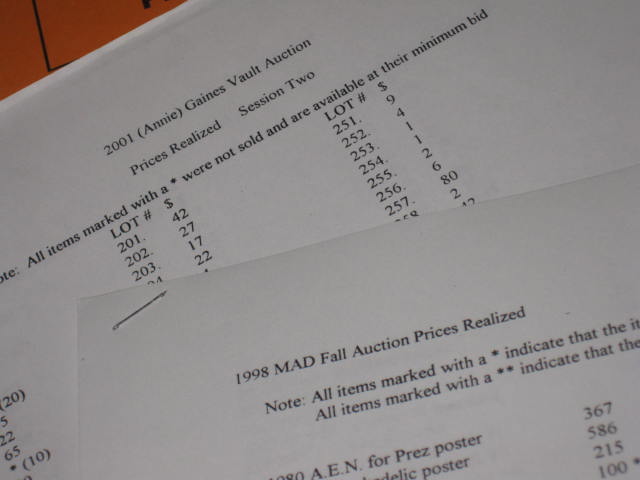 2001 (Annie) Gaines Vault Auction
Prices Realized Session Two
All items marked with a * were not sold and are available at their minimum bid
LOT # $ LOT # $
201. 42 251. 9
202. 27 252. 4
203. 17 253. 1
22 254. 1
255. 2
256. 6
257. 80
258. 2
(20)
5
22
65
* (10)
1998 MAD Fall Auction Prices Realized
Note: All items marked with a * indicate that the
All items marked with a ** indicate that the
A.E.N. for Prez poster 367
poster 586
215
100 *